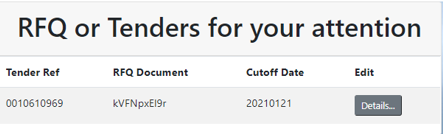 RFQ or Tenders for your attention
Tender Ref RFQ Document Cutoff Date Edit
0010610969 kVFNpxEl9r 20210121 Details...